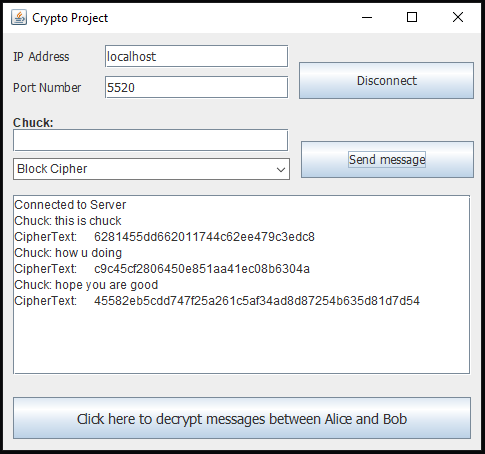 Crypto Project
IP Address
localhost
Port Number
5520
Disconnect
Chuck:
Block Cipher
Send message
Connected to Server
Chuck: this is chuck
CipherText: 6281455dd662011744c62ee479c3edc8
Chuck: how u doing
CipherText: c9c45cf2806450e851aa41ec08b6304a
Chuck: hope you are good
CipherText: 45582eb5cdd747f25a261c5af34ad8d87254b635d81d7d54
Click here to decrypt messages between Alice and Bob